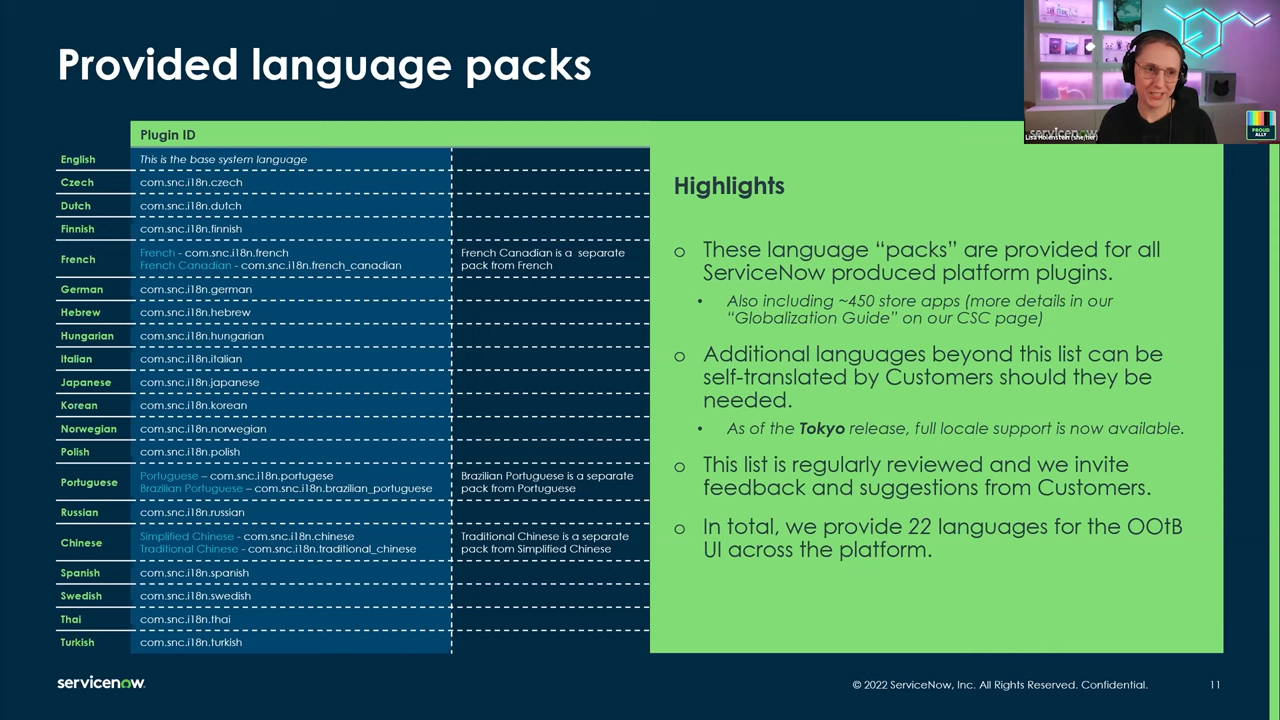 Provided language packs
Plugin ID
English This is the base system language
Czech com.snc.i18n.czech
Dutch com.snc.i18n.dutch
Finnish com.snc.i18n.finnish
French French - com.snc.i18n.french
French Canadian - com.snc.i18n.french_canadian
French Canadian is a separate
pack from French
German com.snc.i18n.german
Hebrew com.snc.i18n.hebrew
Hungarian com.snc.i18n.hungarian
Italian com.snc.i18n.italian
Japanese com.snc.i18n.japanese
Korean com.snc.i18n.korean
Norwegian com.snc.i18n.norwegian
Polish com.snc.i18n.polish
Portuguese Portuguese – com.snc.i18n.portugese
Brazilian Portuguese – com.snc.i18n.brazilian_portuguese
Brazilian Portuguese is a separate
pack from Portuguese
Russian com.snc.i18n.russian
Chinese Simplified Chinese - com.snc.i18n.chinese
Traditional Chinese - com.snc.i18n.traditional_chinese
Traditional Chinese is a separate
pack from Simplified Chinese
Spanish com.snc.i18n.spanish
Swedish com.snc.i18n.swedish
Thai com.snc.i18n.thai
Turkish com.snc.i18n.turkish
Highlights
o These language “packs” are provided for all
ServiceNow produced platform plugins.
• Also including ~450 store apps (more details in our
“Globalization Guide” on our CSC page)
o Additional languages beyond this list can be
self-translated by Customers should they be
needed.
• As of the Tokyo release, full locale support is now available.
o This list is regularly reviewed and we invite
feedback and suggestions from Customers.
o In total, we provide 22 languages for the OOtB
UI across the platform.
servicenow
Lisa Holenstein (she/her)
PROUD
ALLY
servicenow
© 2022 ServiceNow, Inc. All Rights Reserved. Confidential.
11